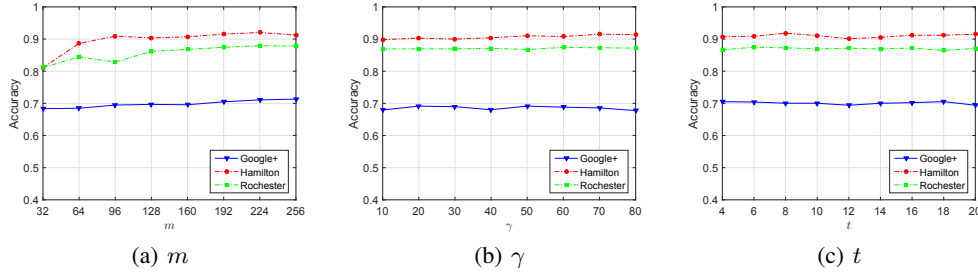 1
0.9
0.8
0.7
0.6
0.5
0.4
Accuracy
32 64 96 128 160 192 224 256
m
Google+
Hamilton
Rochester
(a) m
1
0.9
0.8
0.7
0.6
0.5
0.4
Accuracy
10 20 30 40 50 60 70 80
γ
Google+
Hamilton
Rochester
(b) γ
1
0.9
0.8
0.7
0.6
0.5
0.4
Accuracy
4 6 8 10 12 14 16 18 20
t
Google+
Hamilton
Rochester
(c) t